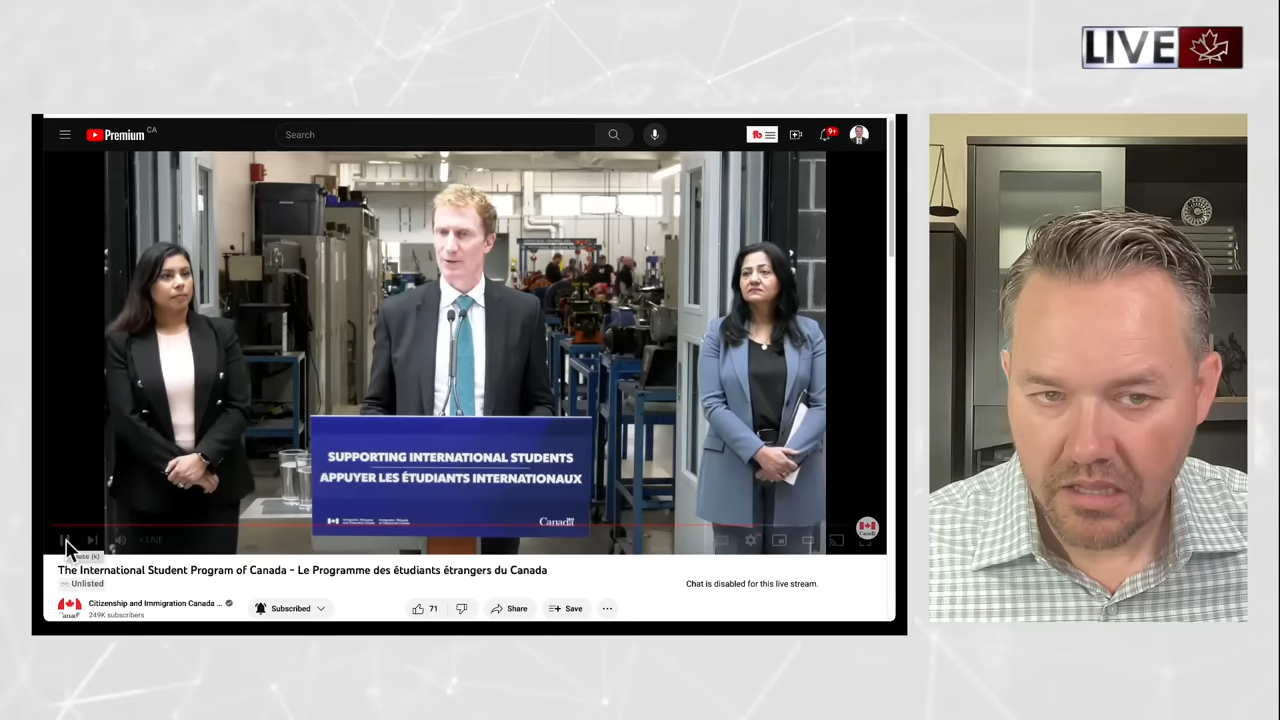 LIVE
Premium CA
Search
9+
SUPPORTING INTERNATIONAL STUDENTS
APPUYER LES ÉTUDIANTS INTERNATIONAUX
Canada
LIVE
The International Student Program of Canada - Le Programme des étudiants étrangers du Canada
Unlisted
Chat is disabled for this live stream.
Citizenship and Immigration Canada ...
249K subscribers
Subscribed
71
Share
Save